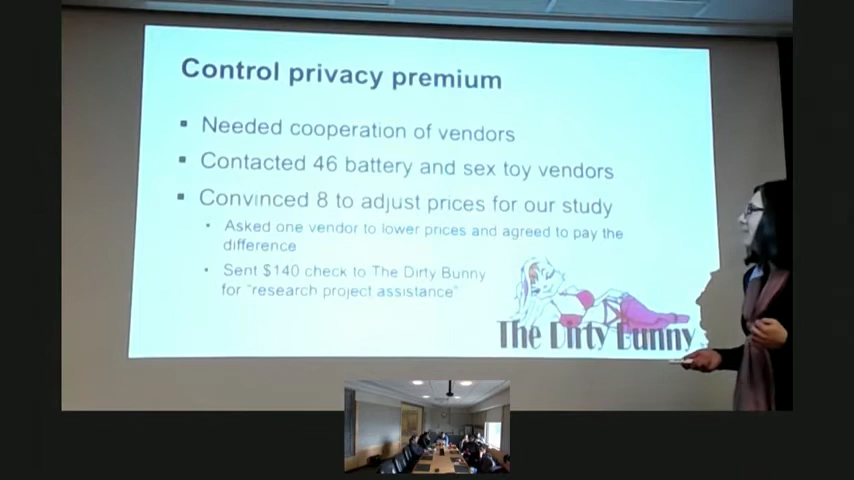 Control privacy premium
Needed cooperation of vendors
Contacted 46 battery and sex toy vendors
Convinced 8 to adjust prices for our study
Asked one vendor to lower prices and agreed to pay the
difference
Sent $140 check to The Dirty Bunny
for "research project assistance"
The Dirty Bunny